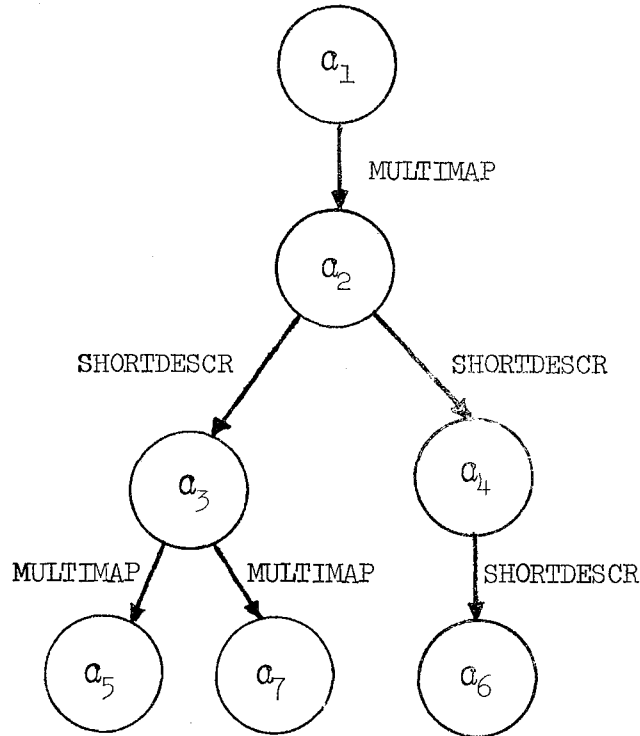 a₁
MULTIMAP
a₂
SHORTDESCR SHORTDESCR
a₃ a₄
MULTIMAP MULTIMAP SHORTDESCR
a₅ a₇ a₆